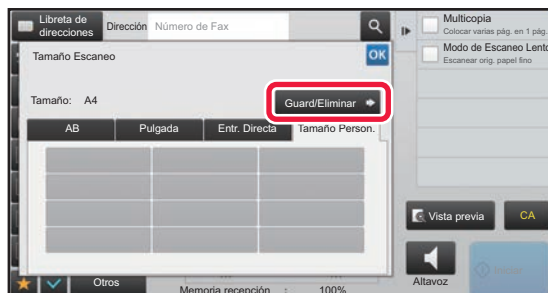 Libreta de
direcciones
Dirección
Número de Fax
Multicopia
Colocar varias pág. en 1 pág.
Modo de Escaneo Lento
Escanear orig. papel fino
Tamaño Escaneo
OK
Tamaño: A4
Guard/Eliminar
AB
Pulgada
Entr. Directa
Tamaño Person.
Vista previa
CA
Otros
Memoria recepción : 100%
Altavoz